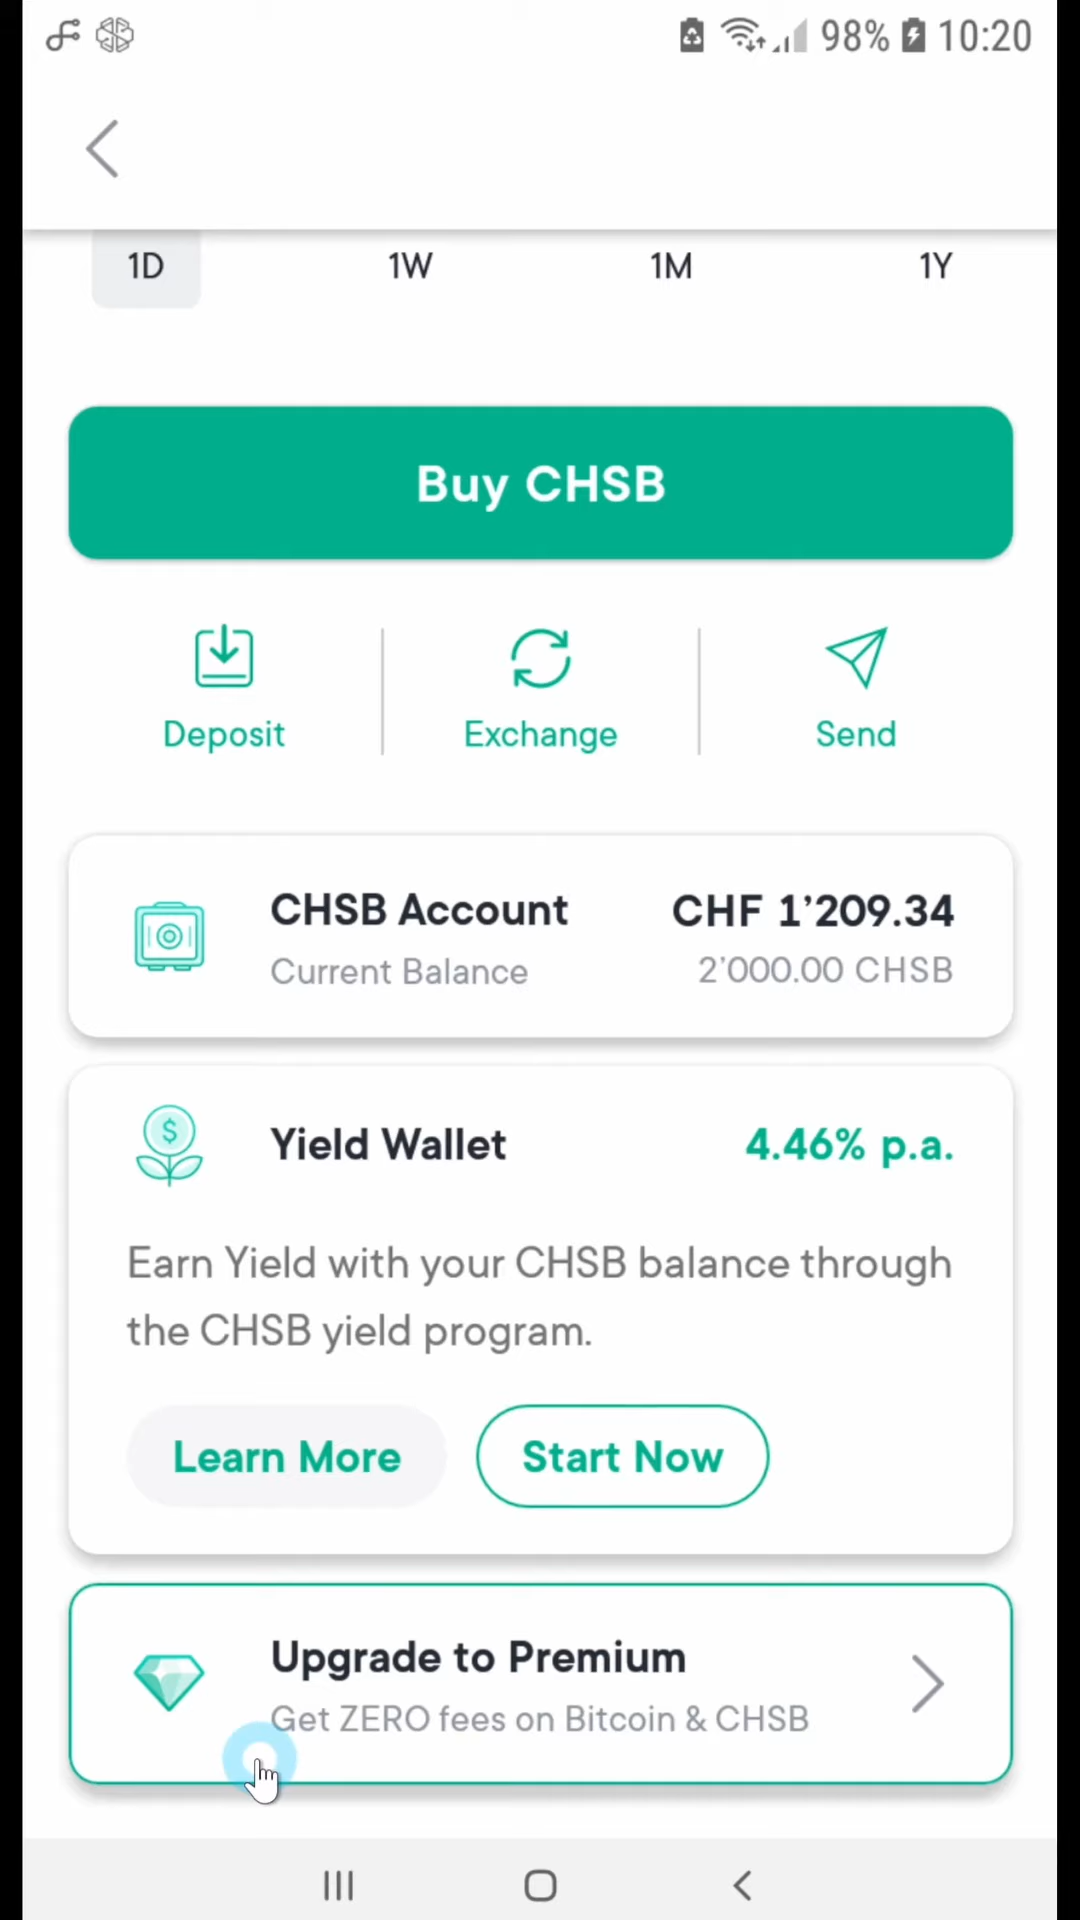 98% 10:20
1D 1W 1M 1Y
Buy CHSB
Deposit Exchange Send
CHSB Account CHF 1’209.34
Current Balance 2’000.00 CHSB
$
Yield Wallet 4.46% p.a.
Earn Yield with your CHSB balance through
the CHSB yield program.
Learn More Start Now
Upgrade to Premium
Get ZERO fees on Bitcoin & CHSB